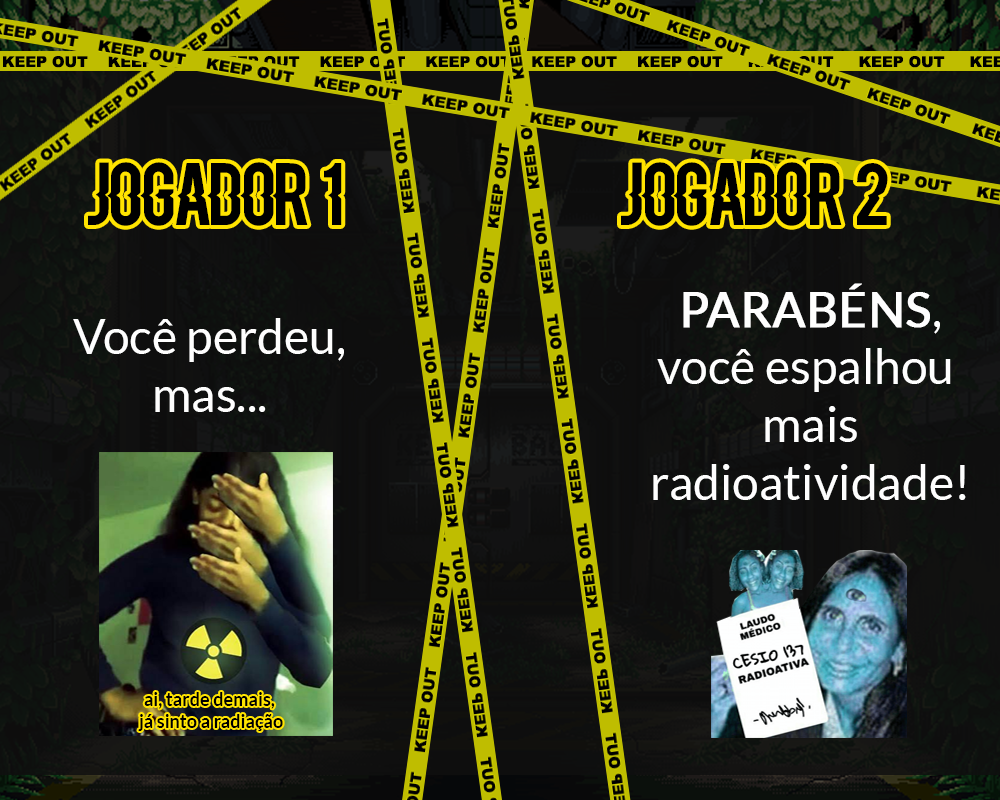 KEEP OUT KEEP OUT KEEP OUT KEEP OUT KEEP OUT KEEP OUT KEEP OUT KEEP OUT
JOGADOR 1
Você perdeu,
mas...
ai, tarde demais,
já sinto a radiação
JOGADOR 2
PARABÉNS,
você espalhou
mais
radioatividade!
LAUDO
MÉDICO
CESIO 137
RADIOATIVA